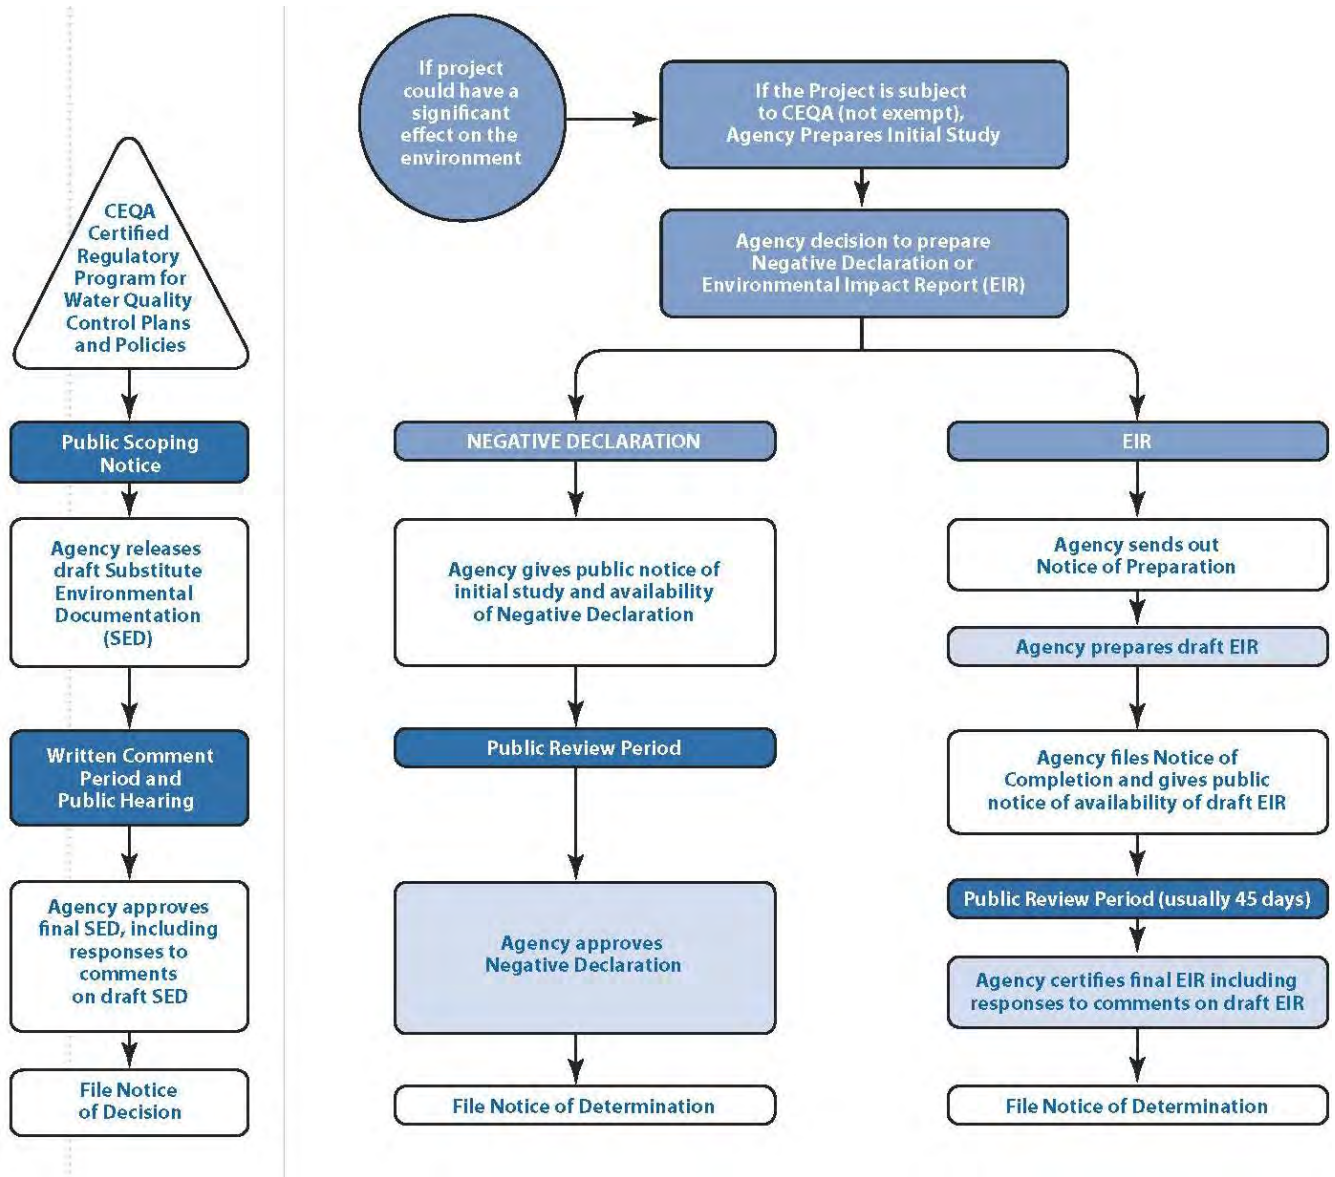 CEQA
Certified
Regulatory
Program for
Water Quality
Control Plans
and Policies
Public Scoping
Notice
Agency releases
draft Substitute
Environmental
Documentation
(SED)
Written Comment
Period and
Public Hearing
Agency approves
final SED, including
responses to
comments
on draft SED
File Notice
of Decision
If project
could have a
significant
effect on the
environment
If the Project is subject
to CEQA (not exempt),
Agency Prepares Initial Study
Agency decision to prepare
Negative Declaration or
Environmental Impact Report (EIR)
NEGATIVE DECLARATION
Agency gives public notice of
initial study and availability
of Negative Declaration
Public Review Period
Agency approves
Negative Declaration
File Notice of Determination
EIR
Agency sends out
Notice of Preparation
Agency prepares draft EIR
Agency files Notice of
Completion and gives public
notice of availability of draft EIR
Public Review Period (usually 45 days)
Agency certifies final EIR including
responses to comments on draft EIR
File Notice of Determination